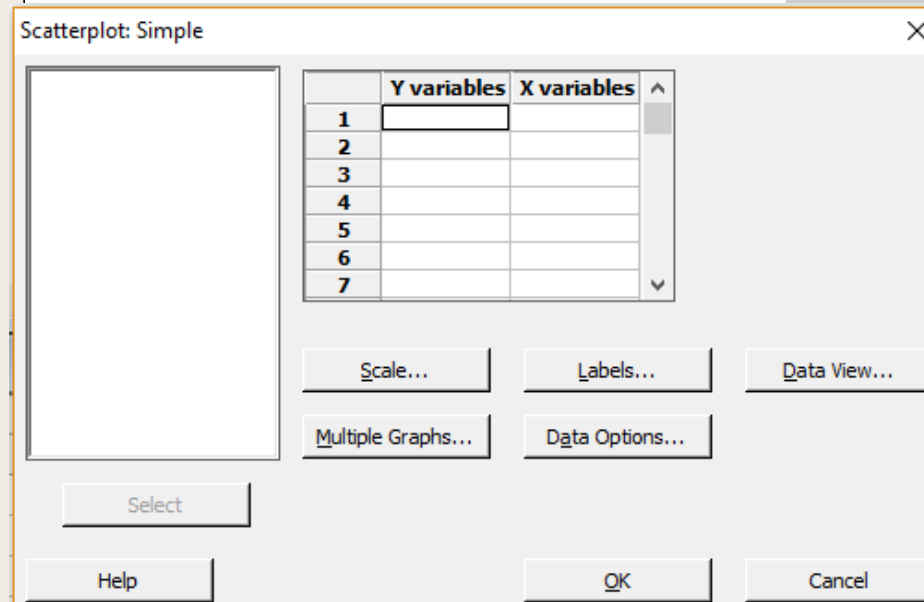 Scatterplot: Simple
Y variables X variables
1
2
3
4
5
6
7
Scale... Labels... Data View...
Multiple Graphs... Data Options...
Select
Help OK Cancel